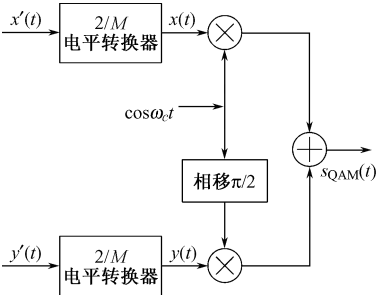 x′(t)
2/M
电平转换器
x(t)
cosω_c t
相移π/2
s_QAM(t)
y′(t)
2/M
电平转换器
y(t)